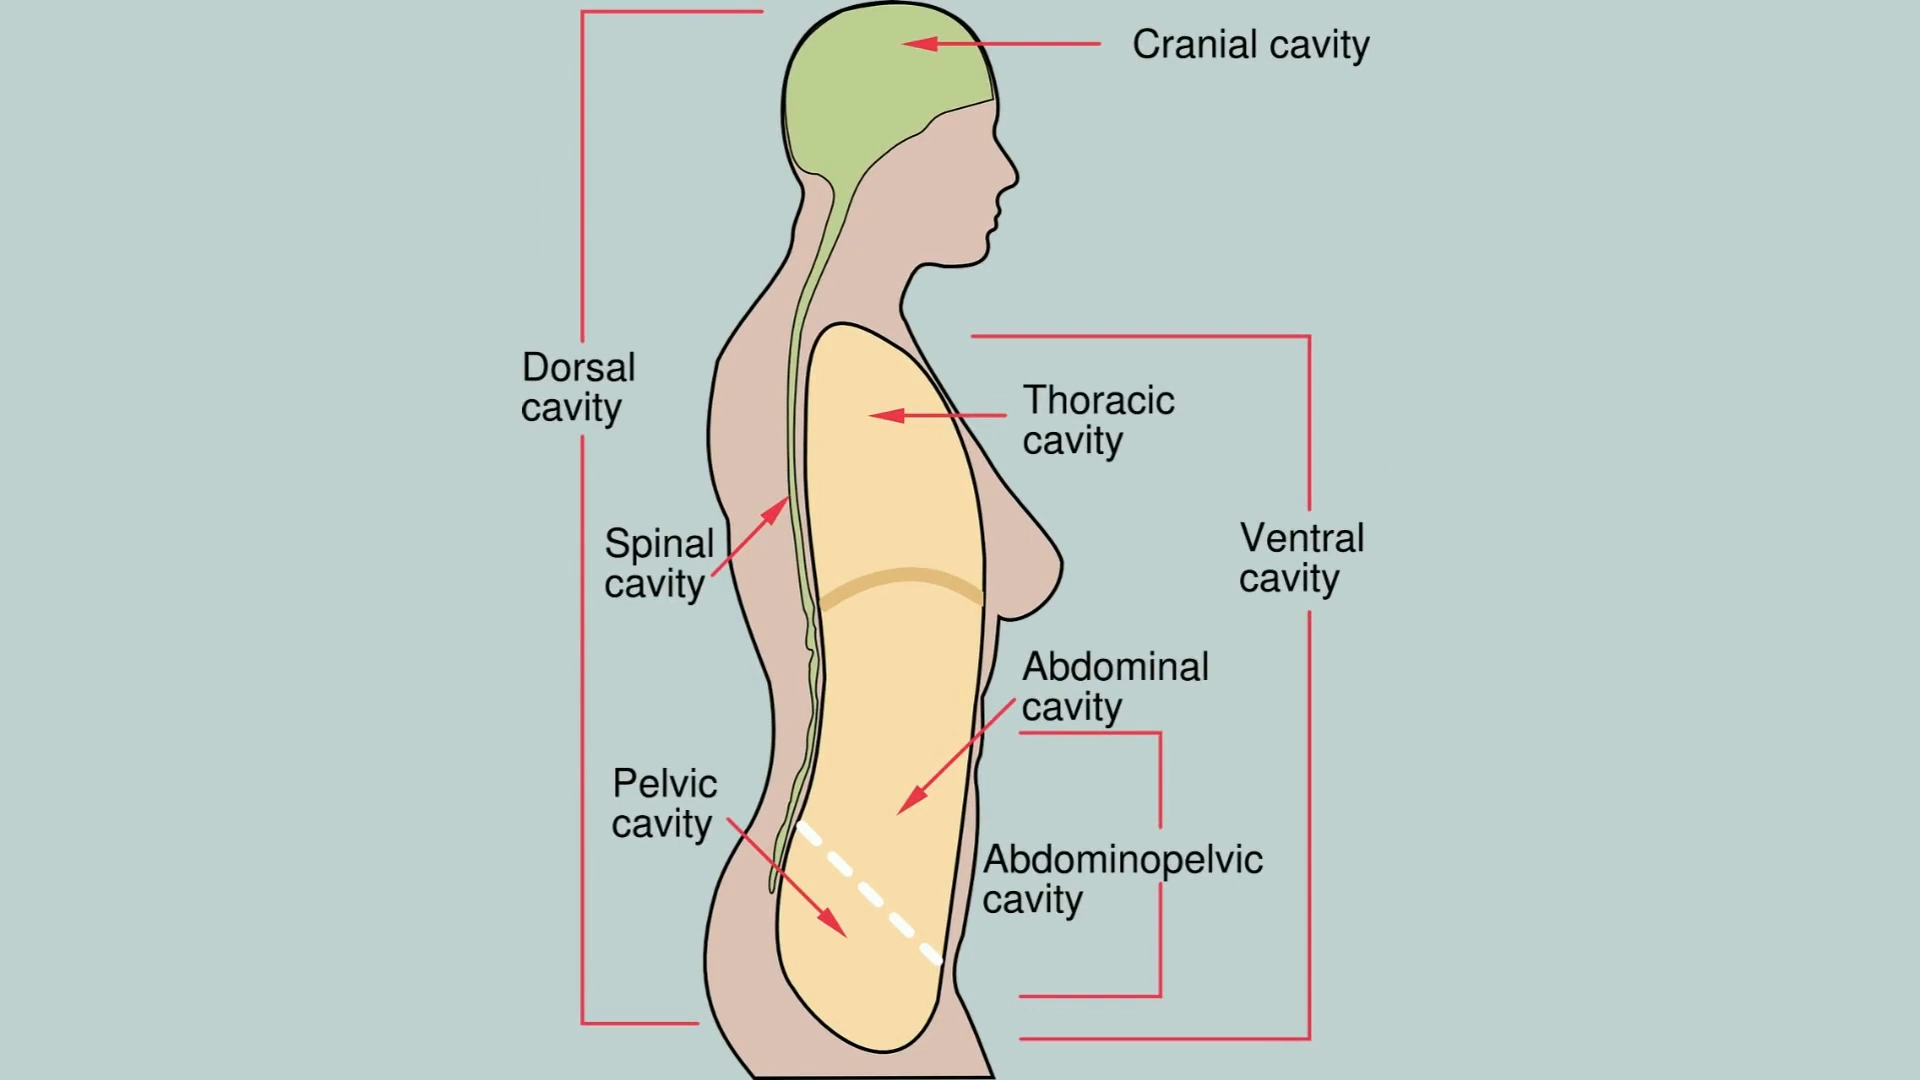 Cranial cavity
Dorsal
cavity
Thoracic
cavity
Spinal
cavity
Ventral
cavity
Abdominal
cavity
Pelvic
cavity
Abdominopelvic
cavity